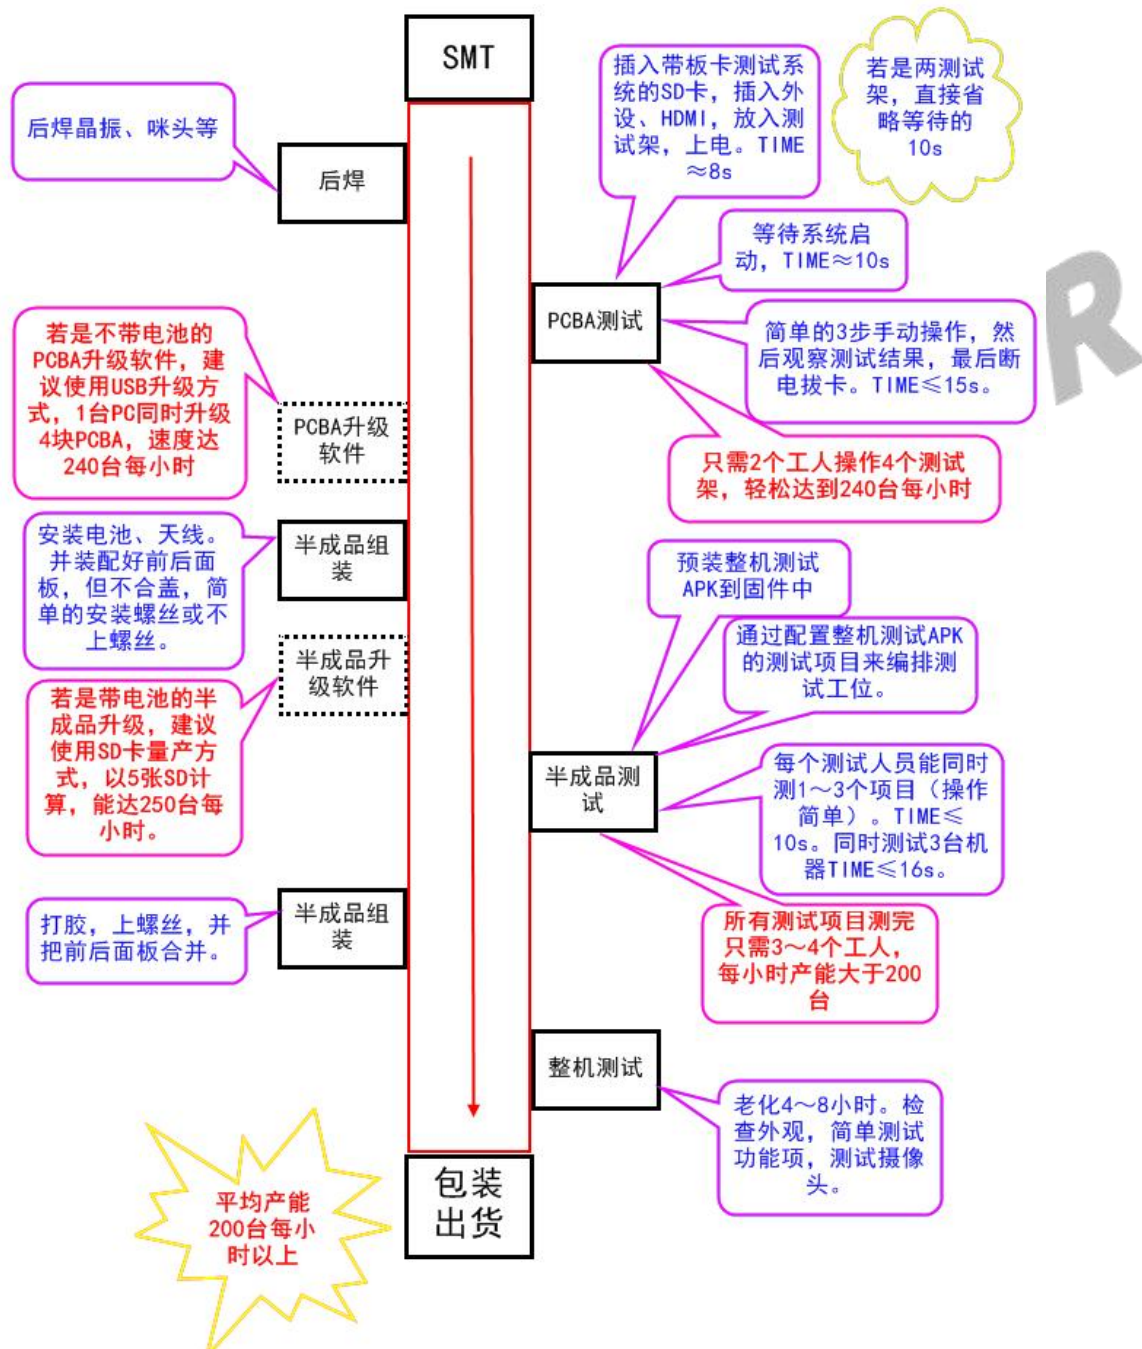 SMT
插入带板卡测试系
统的SD卡，插入外
设、HDMI，放入测
试架，上电。TIME
≈8s
若是两测试
架，直接省
略等待的
10s
后焊晶振、咪头等
后焊
等待系统启
动，TIME≈10s
PCBA测试
简单的3步手动操作，然
后观察测试结果，最后断
电拔卡。TIME≤15s。
若是不带电池的
PCBA升级软件，建
议使用USB升级方
式，1台PC同时升级
4块PCBA，速度达
240台每小时
PCBA升级
软件
只需2个工人操作4个测试
架，轻松达到240台每小时
安装电池、天线。
并装配好前后面
板，但不合盖，简
单的安装螺丝或不
上螺丝。
半成品组
装
预装整机测试
APK到固件中
通过配置整机测试APK
的测试项目来编排测
试工位。
半成品升
级软件
若是带电池的半
成品升级，建议
使用SD卡量产方
式，以5张SD计
算，能达250台每
小时。
半成品测
试
每个测试人员能同时
测1～3个项目（操作
简单）。TIME≤
10s。同时测试3台机
器TIME≤16s。
打胶，上螺丝，并
把前后面板合并。
半成品组
装
所有测试项目测完
只需3～4个工人，
每小时产能大于200
台
整机测试
老化4～8小时。检
查外观，简单测试
功能项，测试摄像
头。
平均产能
200台每小
时以上
包装
出货
R